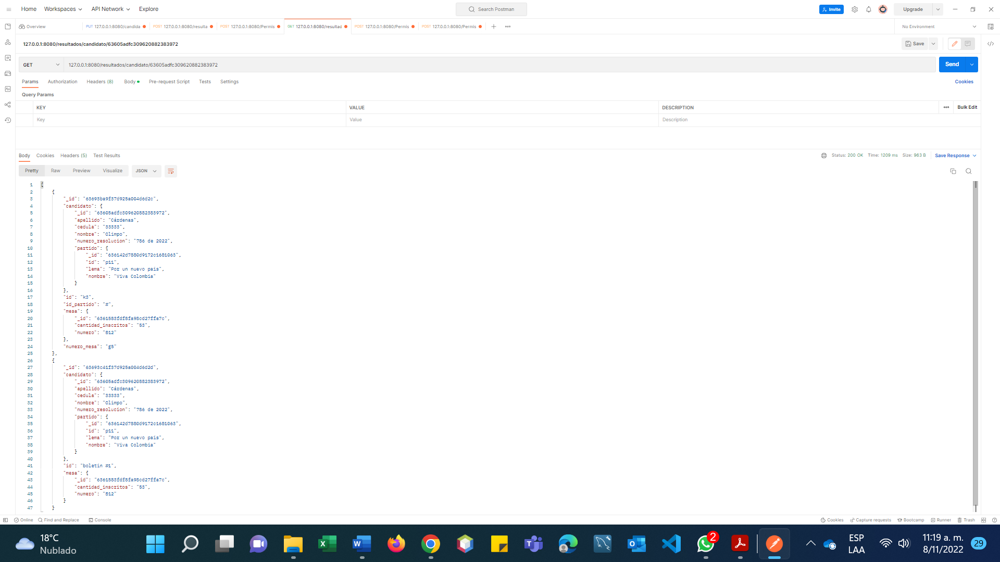 Home Workspaces API Network Explore Search Postman Invite Upgrade
Overview PUT 127.0.0.1:8080/candida POST 127.0.0.1:8080/resulta POST 127.0.0.1:8080/Permis GET 127.0.0.1:8080/resultad POST 127.0.0.1:8080/Permis POST 127.0.0.1:8080/Permis No Environment
127.0.0.1:8080/resultados/candidato/63605adfc309620882383972 Save
GET 127.0.0.1:8080/resultados/candidato/63605adfc309620882383972 Send
Params Authorization Headers (8) Body Pre-request Script Tests Settings Cookies
Query Params
KEY VALUE DESCRIPTION Bulk Edit
Key Value Description
Body Cookies Headers (5) Test Results Status: 200 OK Time: 1209 ms Size: 963 B Save Response
Pretty Raw Preview Visualize JSON
1 [
2 {
3 "_id": "63693ba9f37d925a004d6d2c",
4 "candidato": {
5 "_id": "63605adfc309620882383972",
6 "apellido": "Cárdenas",
7 "cedula": "33333",
8 "nombre": "Olimpo",
9 "numero_resolucion": "786 de 2022",
10 "partido": {
11 "_id": "636142d7880d9172c1681063",
12 "id": "p11",
13 "lema": "Por un nuevo pais",
14 "nombre": "Viva Colombia"
15 }
16 },
17 "id": "k3",
18 "id_partido": "#",
19 "mesa": {
20 "_id": "6361583fdf8fa98cd27ffa7c",
21 "cantidad_inscritos": "53",
22 "numero": "B12"
23 },
24 "numero_mesa": "g5"
25 },
26 {
27 "_id": "63693c41f37d925a004d6d2d",
28 "candidato": {
29 "_id": "63605adfc309620882383972",
30 "apellido": "Cárdenas",
31 "cedula": "33333",
32 "nombre": "Olimpo",
33 "numero_resolucion": "786 de 2022",
34 "partido": {
35 "_id": "636142d7880d9172c1681063",
36 "id": "p11",
37 "lema": "Por un nuevo pais",
38 "nombre": "Viva Colombia"
39 }
40 },
41 "id": "boletin #1",
42 "mesa": {
43 "_id": "6361583fdf8fa98cd27ffa7c",
44 "cantidad_inscritos": "53",
45 "numero": "B12"
46 }
47 }
Online Find and Replace Console Cookies Capture requests Bootcamp Runner Trash
18°C
Nublado
2
ESP
LAA
11:19 a. m.
8/11/2022
29